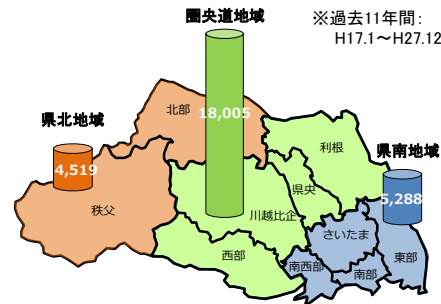 圏央道地域
※過去11年間：
H17.1～H27.12
北部
18,005
県北地域
利根
県南地域
4,519
県央
5,288
秩父
川越比企
さいたま
西部
東部
南西部
南部